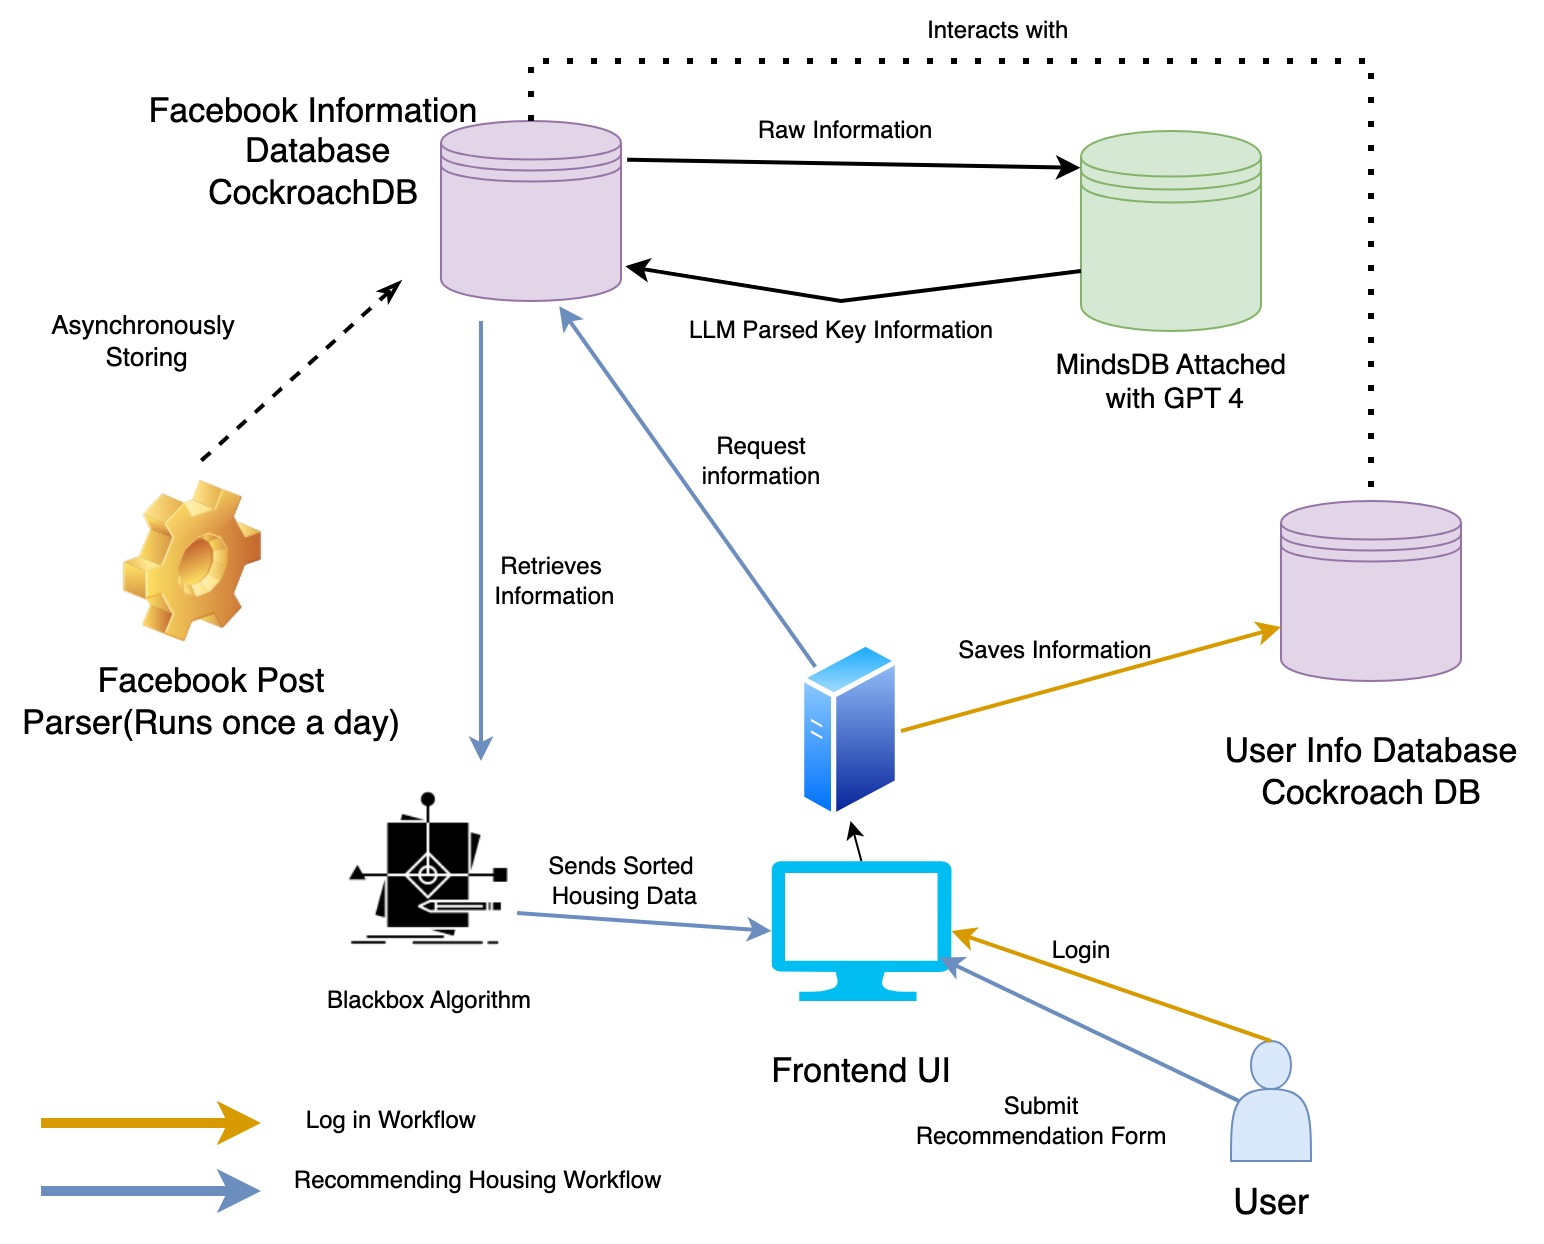 Interacts with
Facebook Information
Database
CockroachDB
Raw Information
LLM Parsed Key Information
MindsDB Attached
with GPT 4
Asynchronously
Storing
Request
information
Retrieves
Information
Facebook Post
Parser(Runs once a day)
Saves Information
User Info Database
Cockroach DB
Sends Sorted
Housing Data
Blackbox Algorithm
Login
Frontend UI
Submit
Recommendation Form
User
Log in Workflow
Recommending Housing Workflow